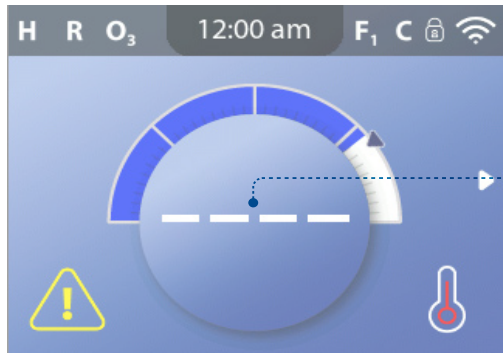 H R O₃ 12:00 am F₁ C
– – – –